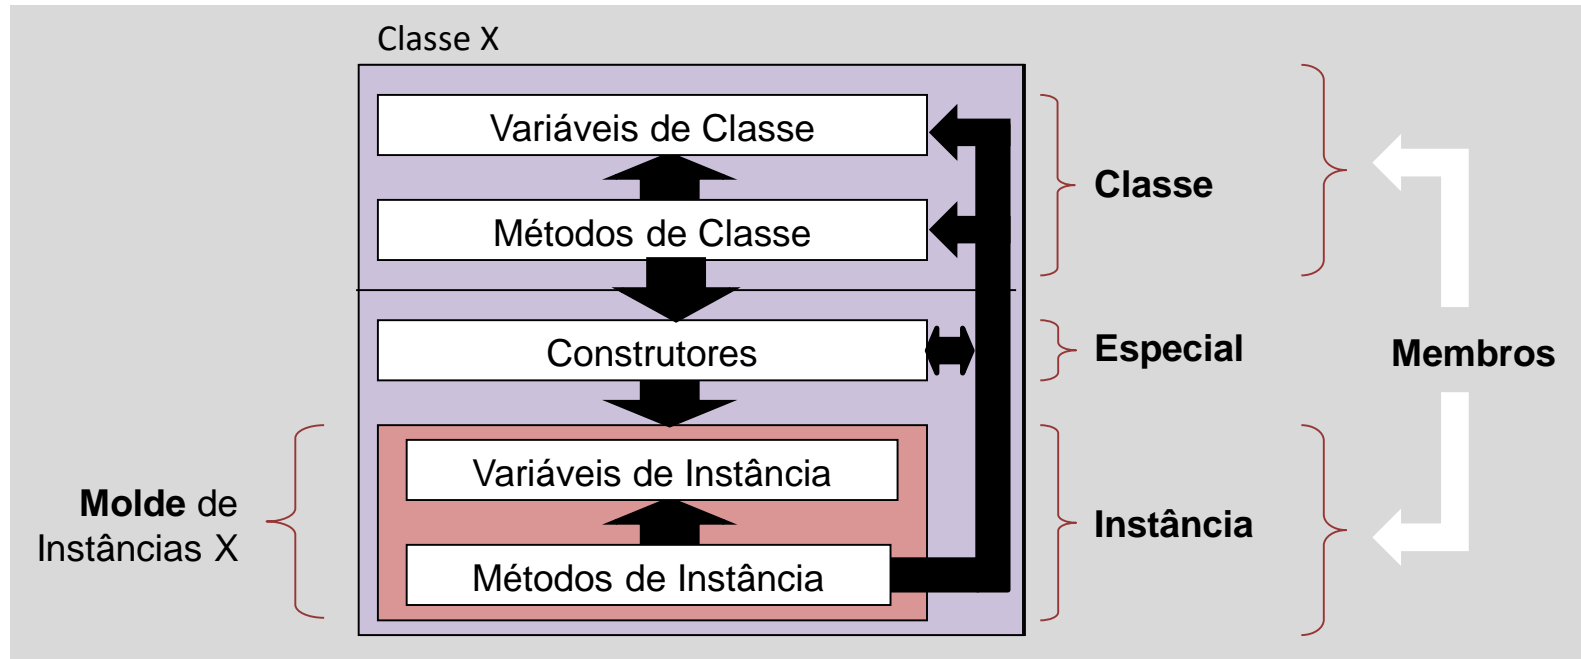 Classe X
Variáveis de Classe
Métodos de Classe
Classe
Construtores
Especial
Membros
Variáveis de Instância
Métodos de Instância
Molde de
Instâncias X
Instância